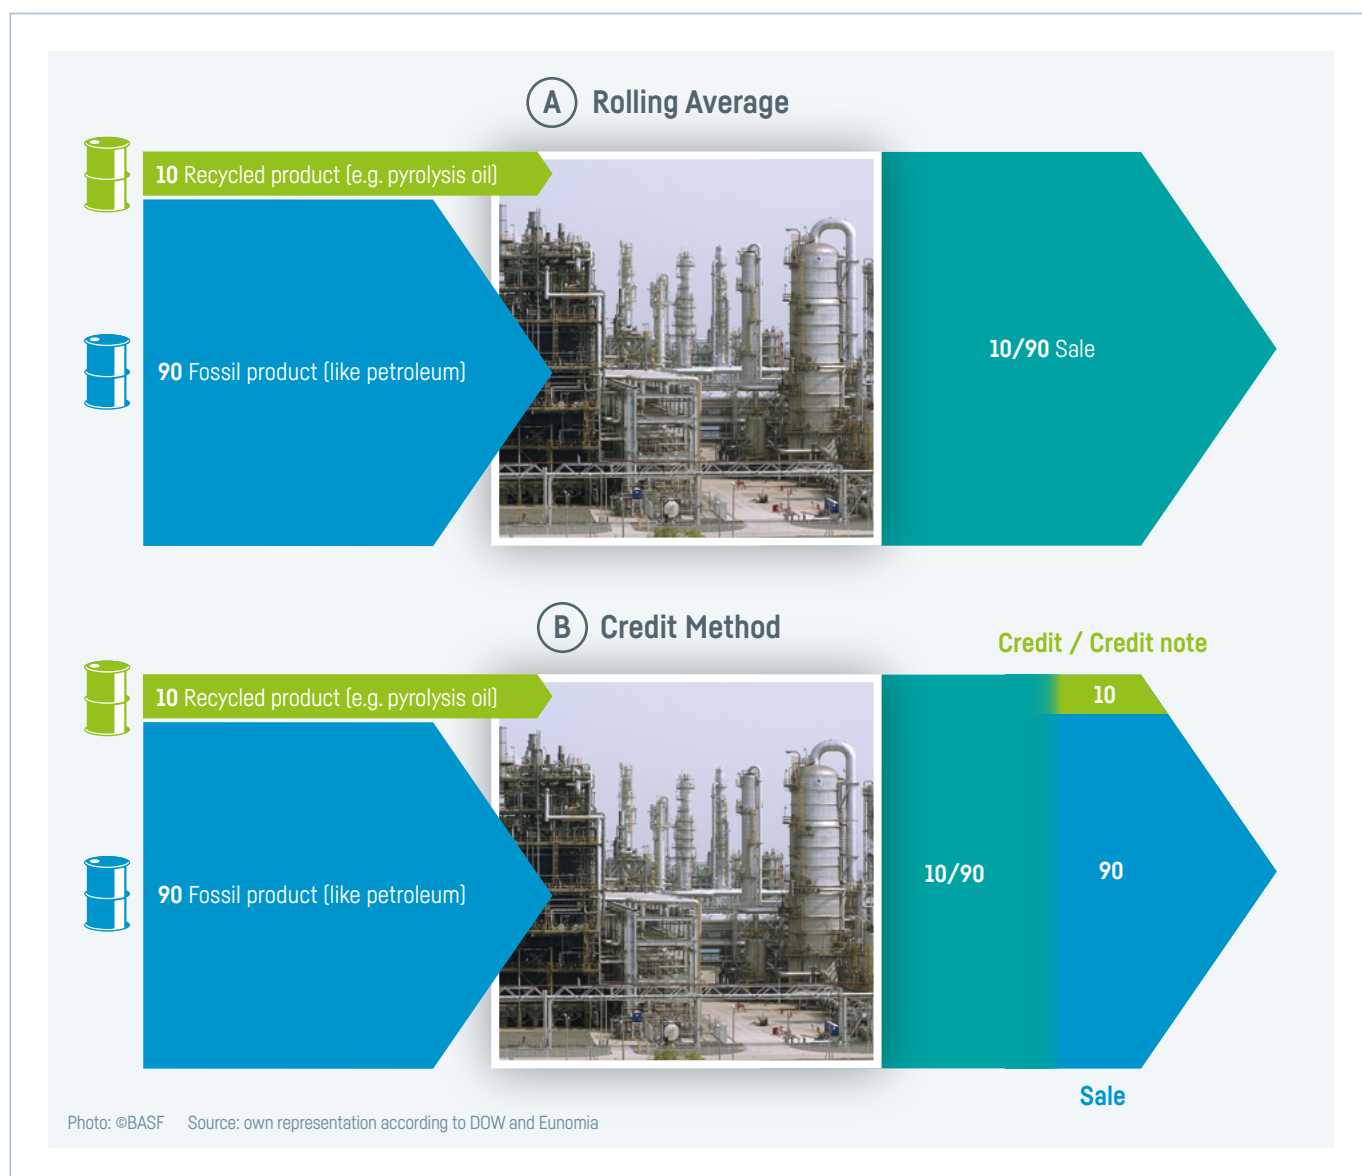 A Rolling Average
10 Recycled product (e.g. pyrolysis oil)
90 Fossil product (like petroleum)
10/90 Sale
B Credit Method
Credit / Credit note
10 Recycled product (e.g. pyrolysis oil)
10
90 Fossil product (like petroleum)
10/90
90
Sale
Photo: ©BASF Source: own representation according to DOW and Eunomia